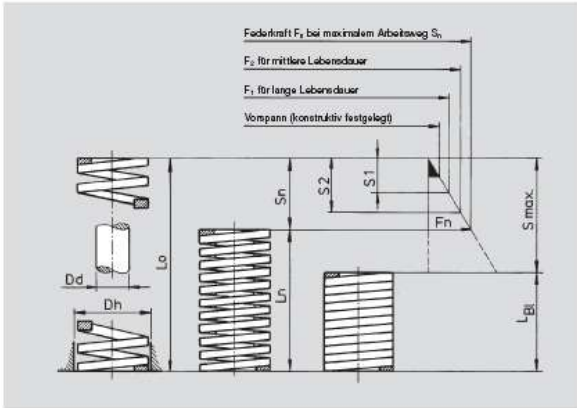 Federkraft Fn bei maximalem Arbeitsweg Sn
F2 für mittlere Lebensdauer
F1 für lange Lebensdauer
Vorspann (konstruktiv festgelegt)
Sn
S2
S1
S max.
Fn
Lo
Dd
Ln
Dh
LBl